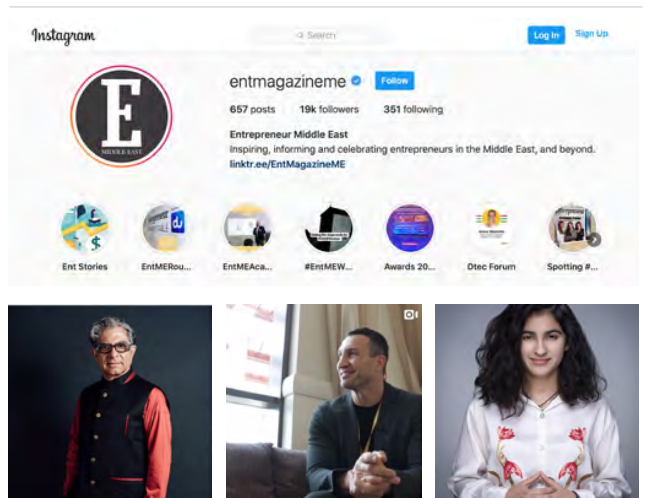 Instagram
Search
Log In
Sign Up
E
MIDDLE EAST
entmagazineme
Follow
657 posts 19k followers 351 following
Entrepreneur Middle East
Inspiring, informing and celebrating entrepreneurs in the Middle East, and beyond.
linktr.ee/EntMagazineME
du
Ent Stories
EntMERou...
EntMEAca...
#EntMEW...
Awards 20...
Dtec Forum
Spotting #...